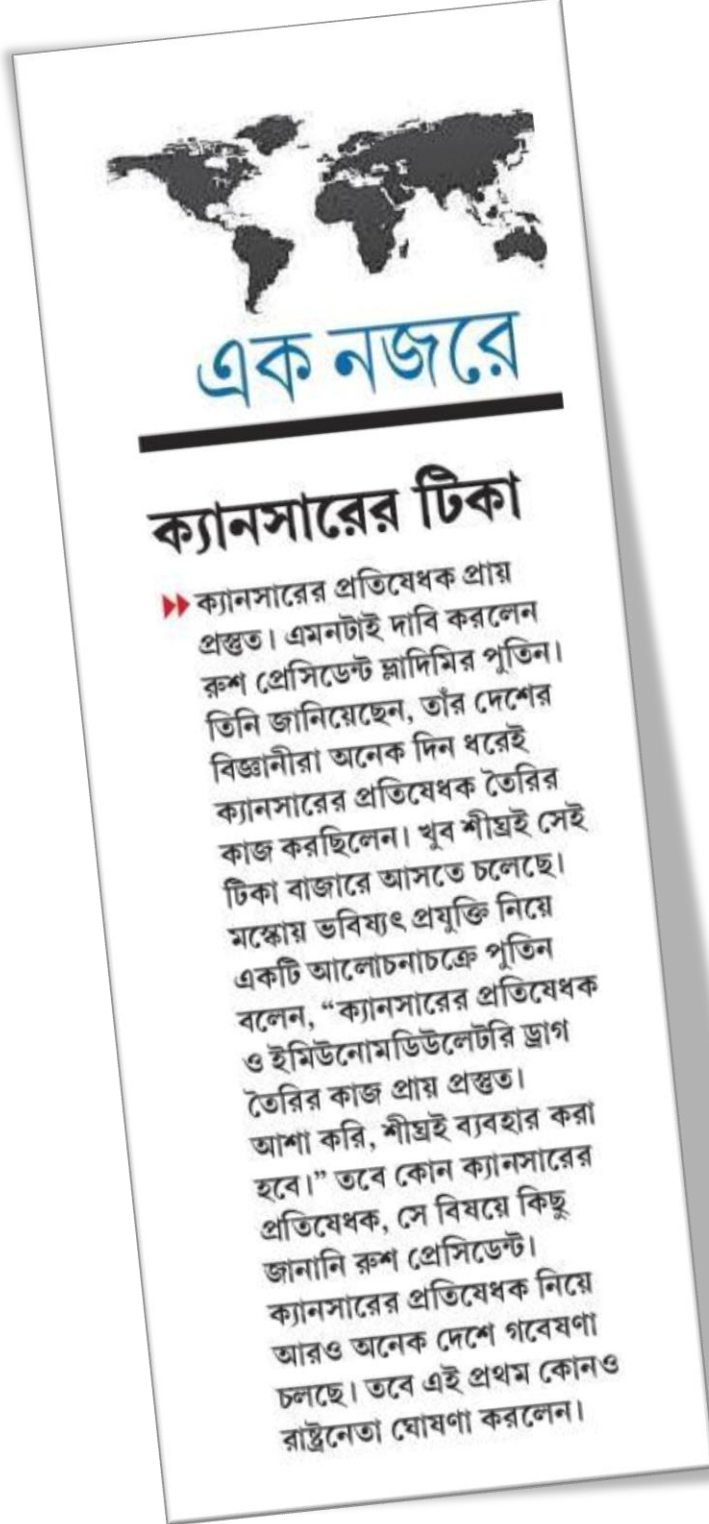 এক নজরে
ক্যানসারের টিকা
ক্যানসারের প্রতিষেধক প্রায়
প্রস্তুত। এমনটাই দাবি করলেন
রুশ প্রেসিডেন্ট ভ্লাদিমির পুতিন।
তিনি জানিয়েছেন, তাঁর দেশের
বিজ্ঞানীরা অনেক দিন ধরেই
ক্যানসারের প্রতিষেধক তৈরির
কাজ করছিলেন। খুব শীঘ্রই সেই
টিকা বাজারে আসতে চলেছে।
মস্কোয় ভবিষ্যৎ প্রযুক্তি নিয়ে
একটি আলোচনাচক্রে পুতিন
বলেন, “ক্যানসারের প্রতিষেধক
ও ইমিউনোমডিউলেটরি ড্রাগ
তৈরির কাজ প্রায় প্রস্তুত।
আশা করি, শীঘ্রই ব্যবহার করা
হবে।” তবে কোন ক্যানসারের
প্রতিষেধক, সে বিষয়ে কিছু
জানাননি রুশ প্রেসিডেন্ট।
ক্যানসারের প্রতিষেধক নিয়ে
আরও অনেক দেশে গবেষণা
চলছে। তবে এই প্রথম কোনও
রাষ্ট্রনেতা ঘোষণা করলেন।